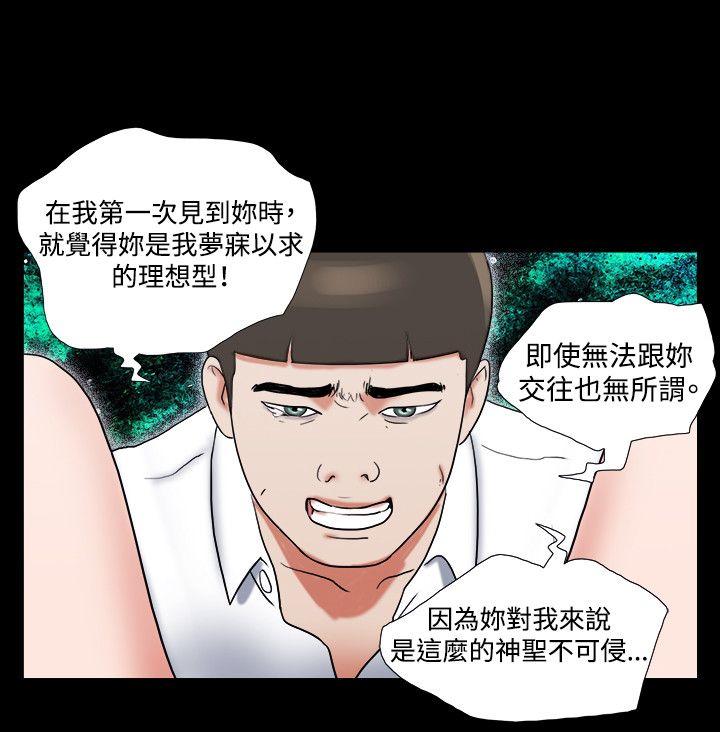 在我第一次見到妳時，
就覺得妳是我夢寐以求
的理想型！
即使無法跟妳
交往也無所謂。
因為妳對我來說
是這麼的神聖不可侵...